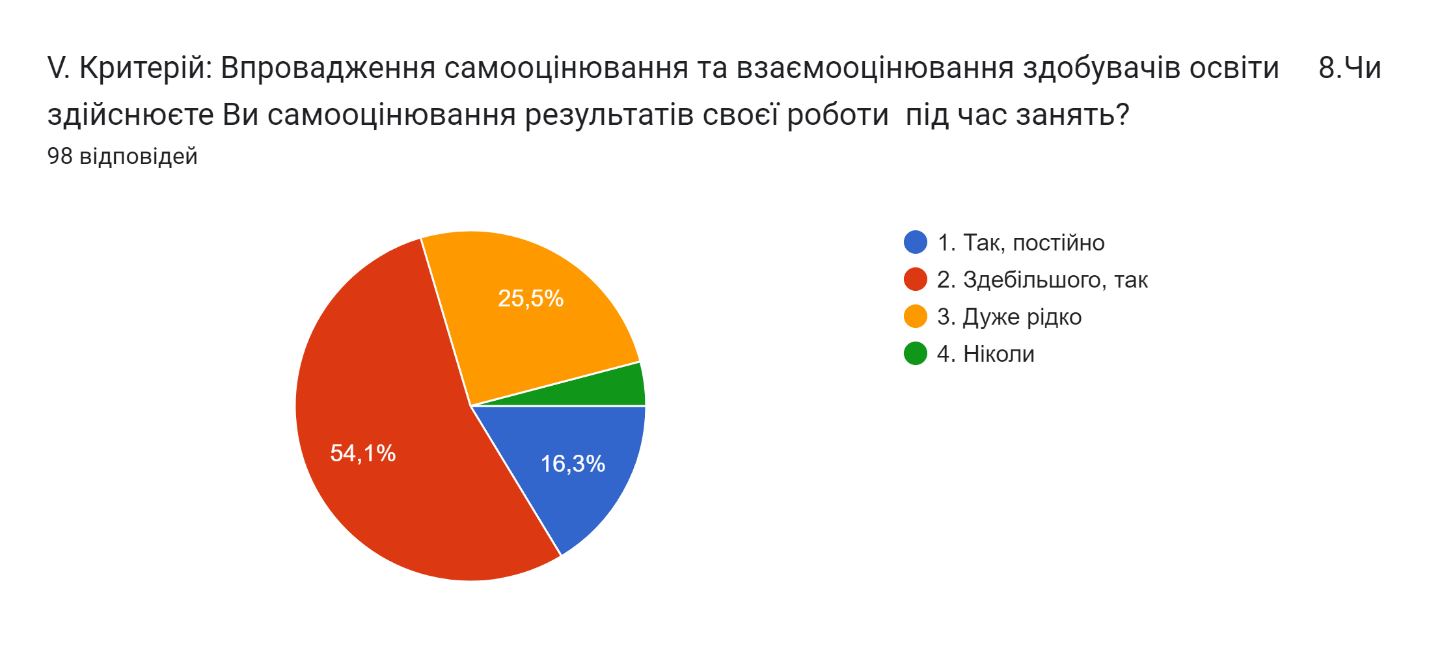 V. Критерій: Впровадження самооцінювання та взаємооцінювання здобувачів освіти 8.Чи
здійснюєте Ви самооцінювання результатів своєї роботи під час занять?
98 відповідей
25,5%
54,1%
16,3%
1. Так, постійно
2. Здебільшого, так
3. Дуже рідко
4. Ніколи